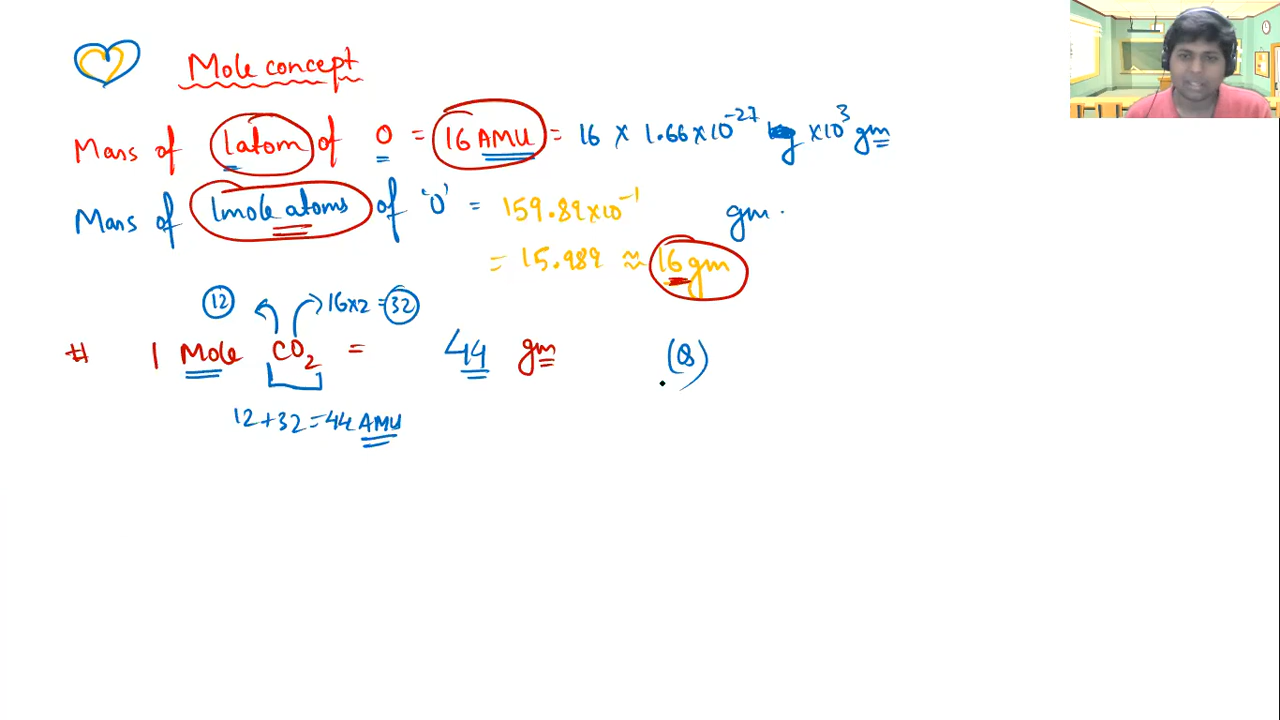 Mole concept
Mass of 1atom of O = 16 AMU = 16 × 1.66×10⁻²⁷ kg ×10³ gm
Mass of 1mole atoms of 'O' = 159.89×10⁻¹ gm.
= 15.989 ≈ 16gm
12 16×2 = 32
# 1 Mole CO₂ = 44 gm (Q)
12+32=44 AMU